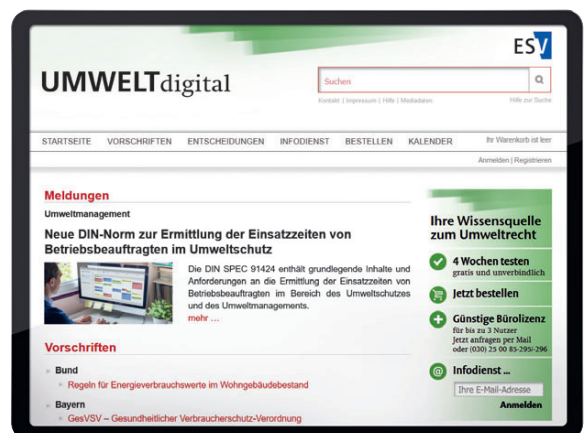 ESV
UMWELTdigital
Suchen
Kontakt | Impressum | Hilfe | Mediadaten
Hilfe zur Suche
STARTSEITE VORSCHRIFTEN ENTSCHEIDUNGEN INFODIENST BESTELLEN KALENDER
Ihr Warenkorb ist leer
Anmelden | Registrieren
Meldungen
Umweltmanagement
Neue DIN-Norm zur Ermittlung der Einsatzzeiten von
Betriebsbeauftragten im Umweltschutz
Die DIN SPEC 91424 enthält grundlegende Inhalte und
Anforderungen an die Ermittlung der Einsatzzeiten von
Betriebsbeauftragten im Bereich des Umweltschutzes
und des Umweltmanagements.
mehr ...
Vorschriften
Bund
Regeln für Energieverbrauchswerte im Wohngebäudebestand
Bayern
GesVSV – Gesundheitlicher Verbraucherschutz-Verordnung
Ihre Wissensquelle
zum Umweltrecht
4 Wochen testen
gratis und unverbindlich
Jetzt bestellen
Günstige Bürolizenz
für bis zu 3 Nutzer
Jetzt anfragen per Mail
oder (030) 25 00 85-295/-296
@ Infodienst ...
Ihre E-Mail-Adresse
Anmelden